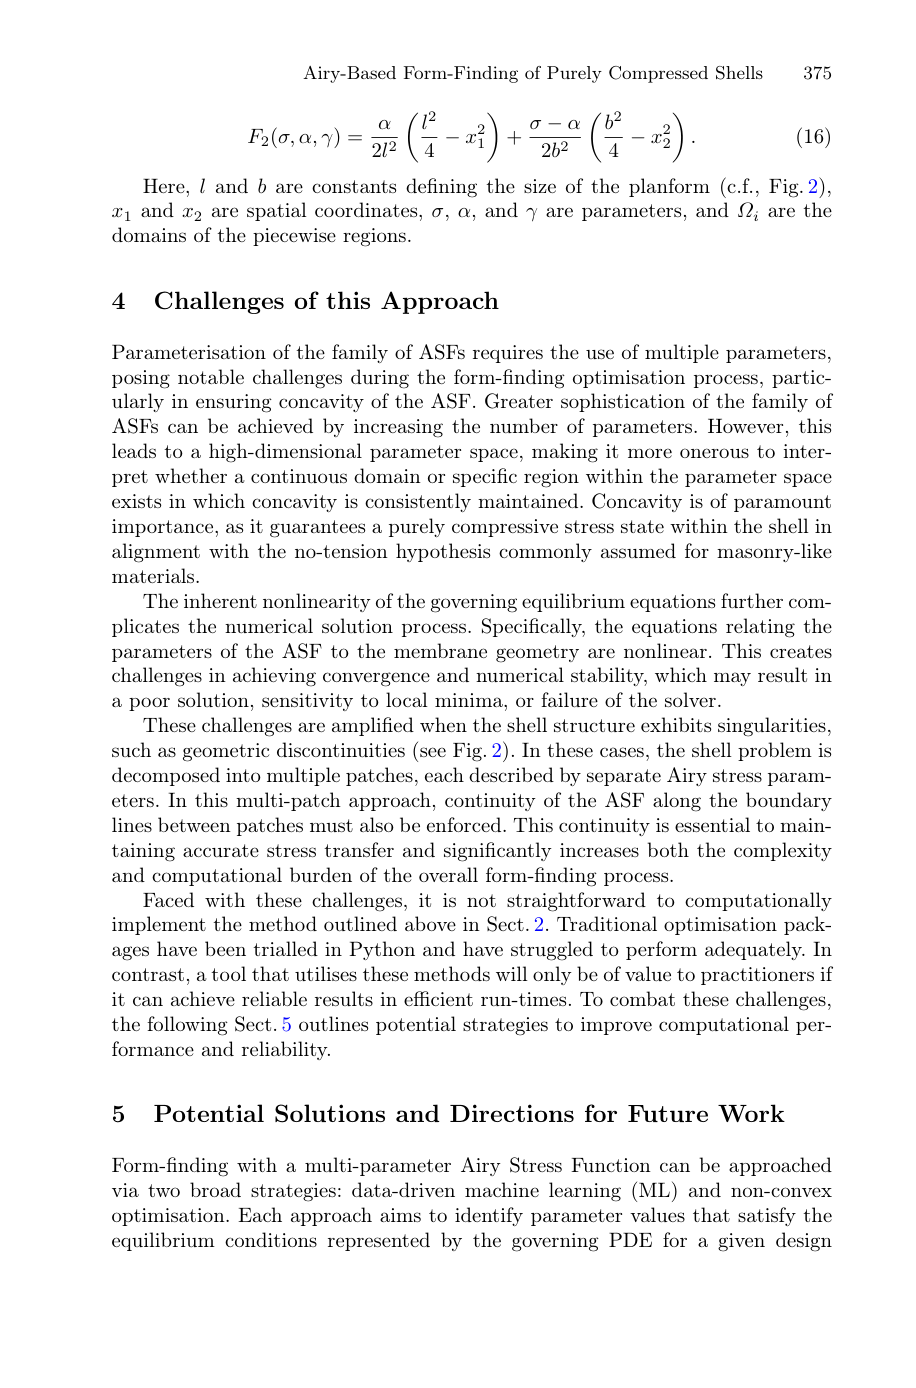 Airy-Based Form-Finding of Purely Compressed Shells 375
F₂(σ, α, γ) = α/2l² (l²/4 − x₁²) + σ − α/2b² (b²/4 − x₂²) . (16)
Here, l and b are constants defining the size of the planform (c.f., Fig. 2),
x₁ and x₂ are spatial coordinates, σ, α, and γ are parameters, and Ωᵢ are the
domains of the piecewise regions.
4 Challenges of this Approach
Parameterisation of the family of ASFs requires the use of multiple parameters,
posing notable challenges during the form-finding optimisation process, partic-
ularly in ensuring concavity of the ASF. Greater sophistication of the family of
ASFs can be achieved by increasing the number of parameters. However, this
leads to a high-dimensional parameter space, making it more onerous to inter-
pret whether a continuous domain or specific region within the parameter space
exists in which concavity is consistently maintained. Concavity is of paramount
importance, as it guarantees a purely compressive stress state within the shell in
alignment with the no-tension hypothesis commonly assumed for masonry-like
materials.
The inherent nonlinearity of the governing equilibrium equations further com-
plicates the numerical solution process. Specifically, the equations relating the
parameters of the ASF to the membrane geometry are nonlinear. This creates
challenges in achieving convergence and numerical stability, which may result in
a poor solution, sensitivity to local minima, or failure of the solver.
These challenges are amplified when the shell structure exhibits singularities,
such as geometric discontinuities (see Fig. 2). In these cases, the shell problem is
decomposed into multiple patches, each described by separate Airy stress param-
eters. In this multi-patch approach, continuity of the ASF along the boundary
lines between patches must also be enforced. This continuity is essential to main-
taining accurate stress transfer and significantly increases both the complexity
and computational burden of the overall form-finding process.
Faced with these challenges, it is not straightforward to computationally
implement the method outlined above in Sect. 2. Traditional optimisation pack-
ages have been trialled in Python and have struggled to perform adequately. In
contrast, a tool that utilises these methods will only be of value to practitioners if
it can achieve reliable results in efficient run-times. To combat these challenges,
the following Sect. 5 outlines potential strategies to improve computational per-
formance and reliability.
5 Potential Solutions and Directions for Future Work
Form-finding with a multi-parameter Airy Stress Function can be approached
via two broad strategies: data-driven machine learning (ML) and non-convex
optimisation. Each approach aims to identify parameter values that satisfy the
equilibrium conditions represented by the governing PDE for a given design